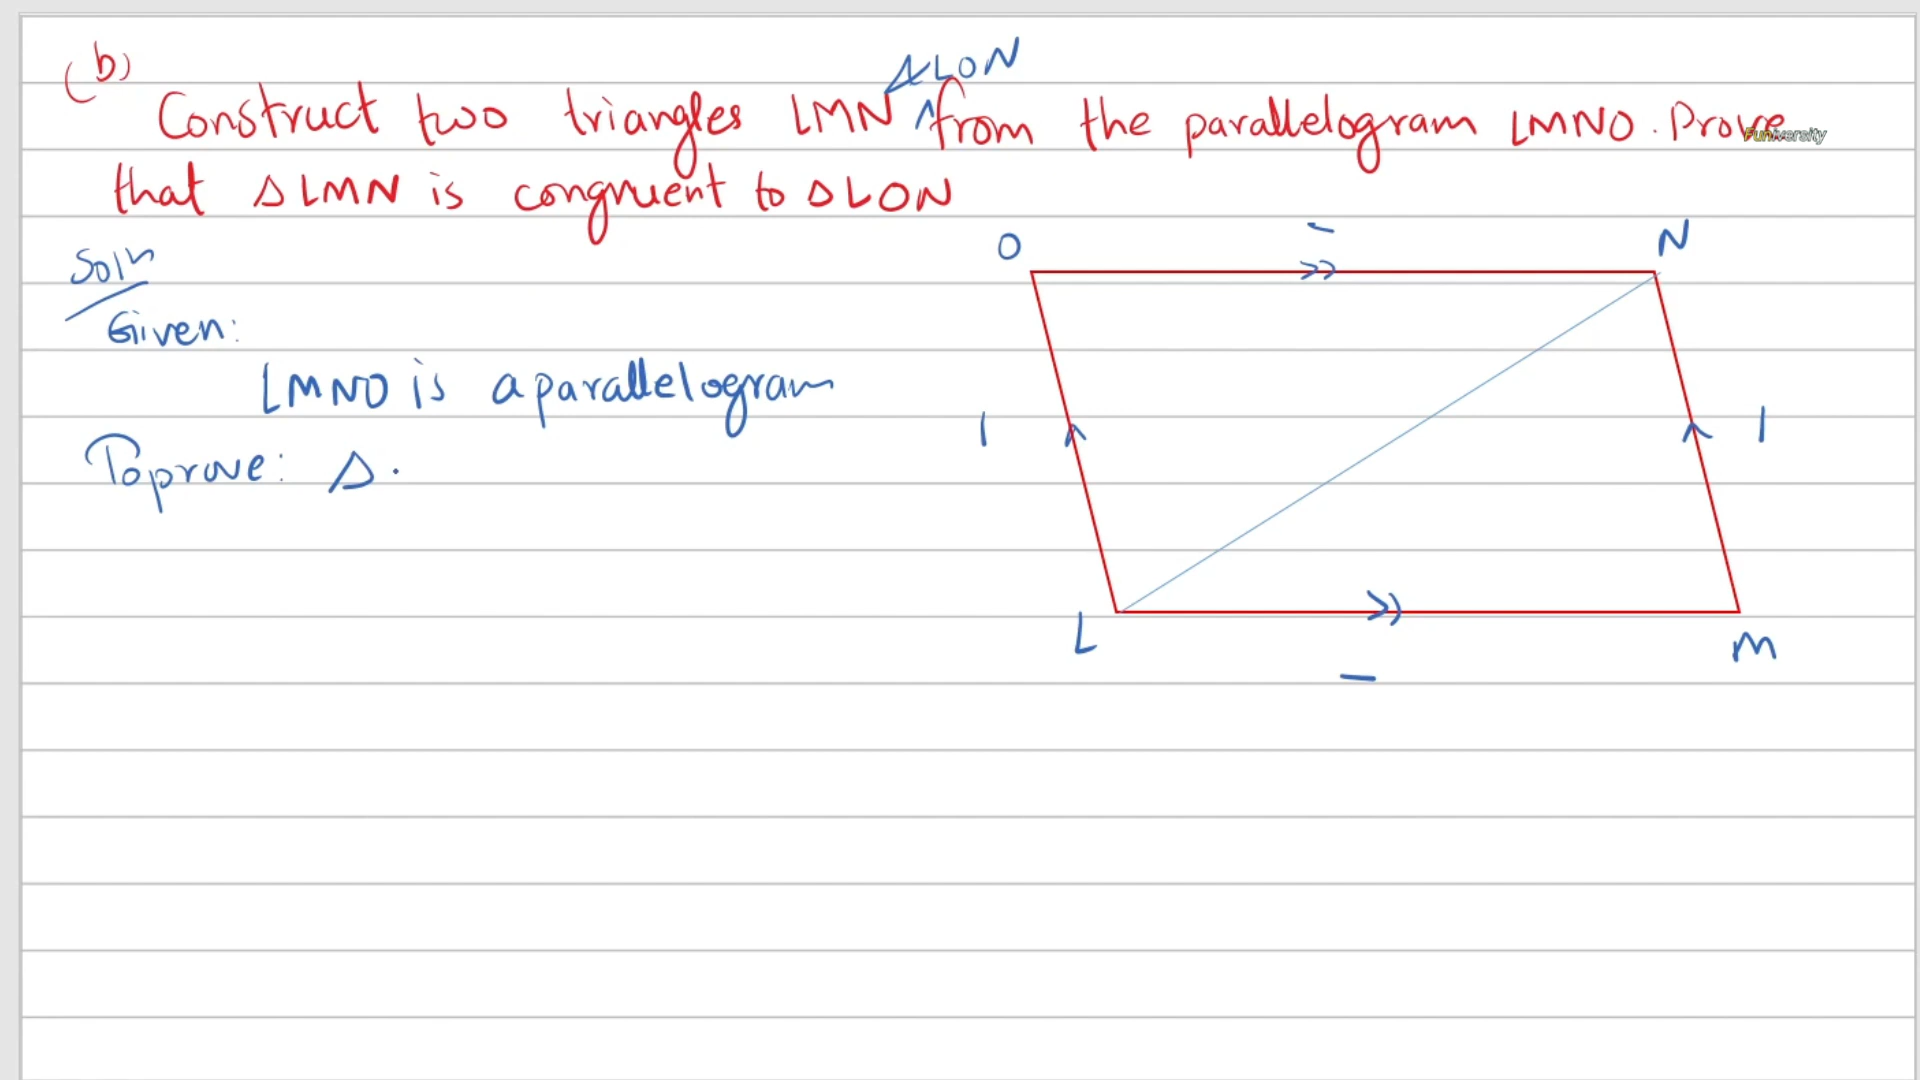 (b)
ΔLON
Construct two triangles LMN ^ from the parallelogram LMNO. Prove
Funiversity
that Δ LMN is congruent to Δ LON
Soln
Given:
LMNO is a parallelogram
To prove: Δ.
O
N
L
M